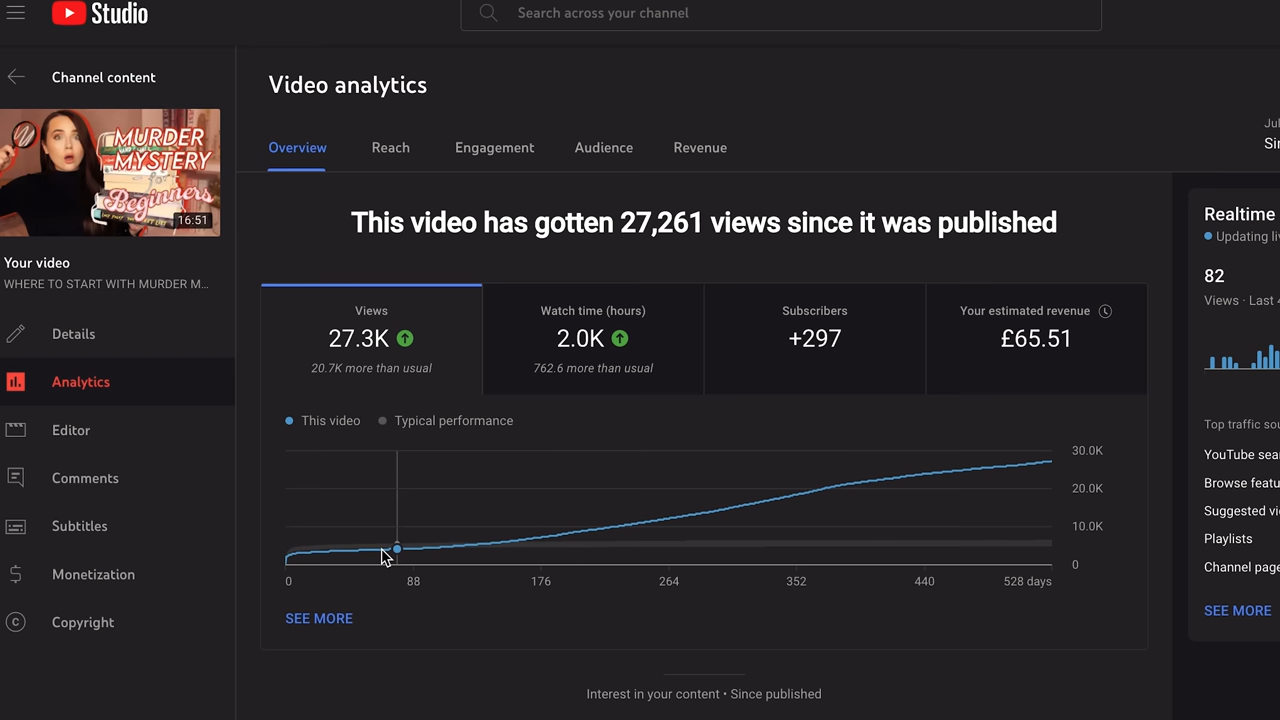 Studio
Search across your channel
Channel content
MURDER
MYSTERY
for
Beginners
16:51
Your video
WHERE TO START WITH MURDER M...
Details
Analytics
Editor
Comments
Subtitles
Monetization
Copyright
Video analytics
Overview Reach Engagement Audience Revenue
This video has gotten 27,261 views since it was published
Views
27.3K
20.7K more than usual
Watch time (hours)
2.0K
762.6 more than usual
Subscribers
+297
Your estimated revenue
£65.51
This video Typical performance
30.0K
20.0K
10.0K
0
0 88 176 264 352 440 528 days
SEE MORE
Interest in your content • Since published
Realtime
Updating
82
Views · Last
Top traffic
YouTube
Browse
Suggested
Playlists
Channel
SEE MORE